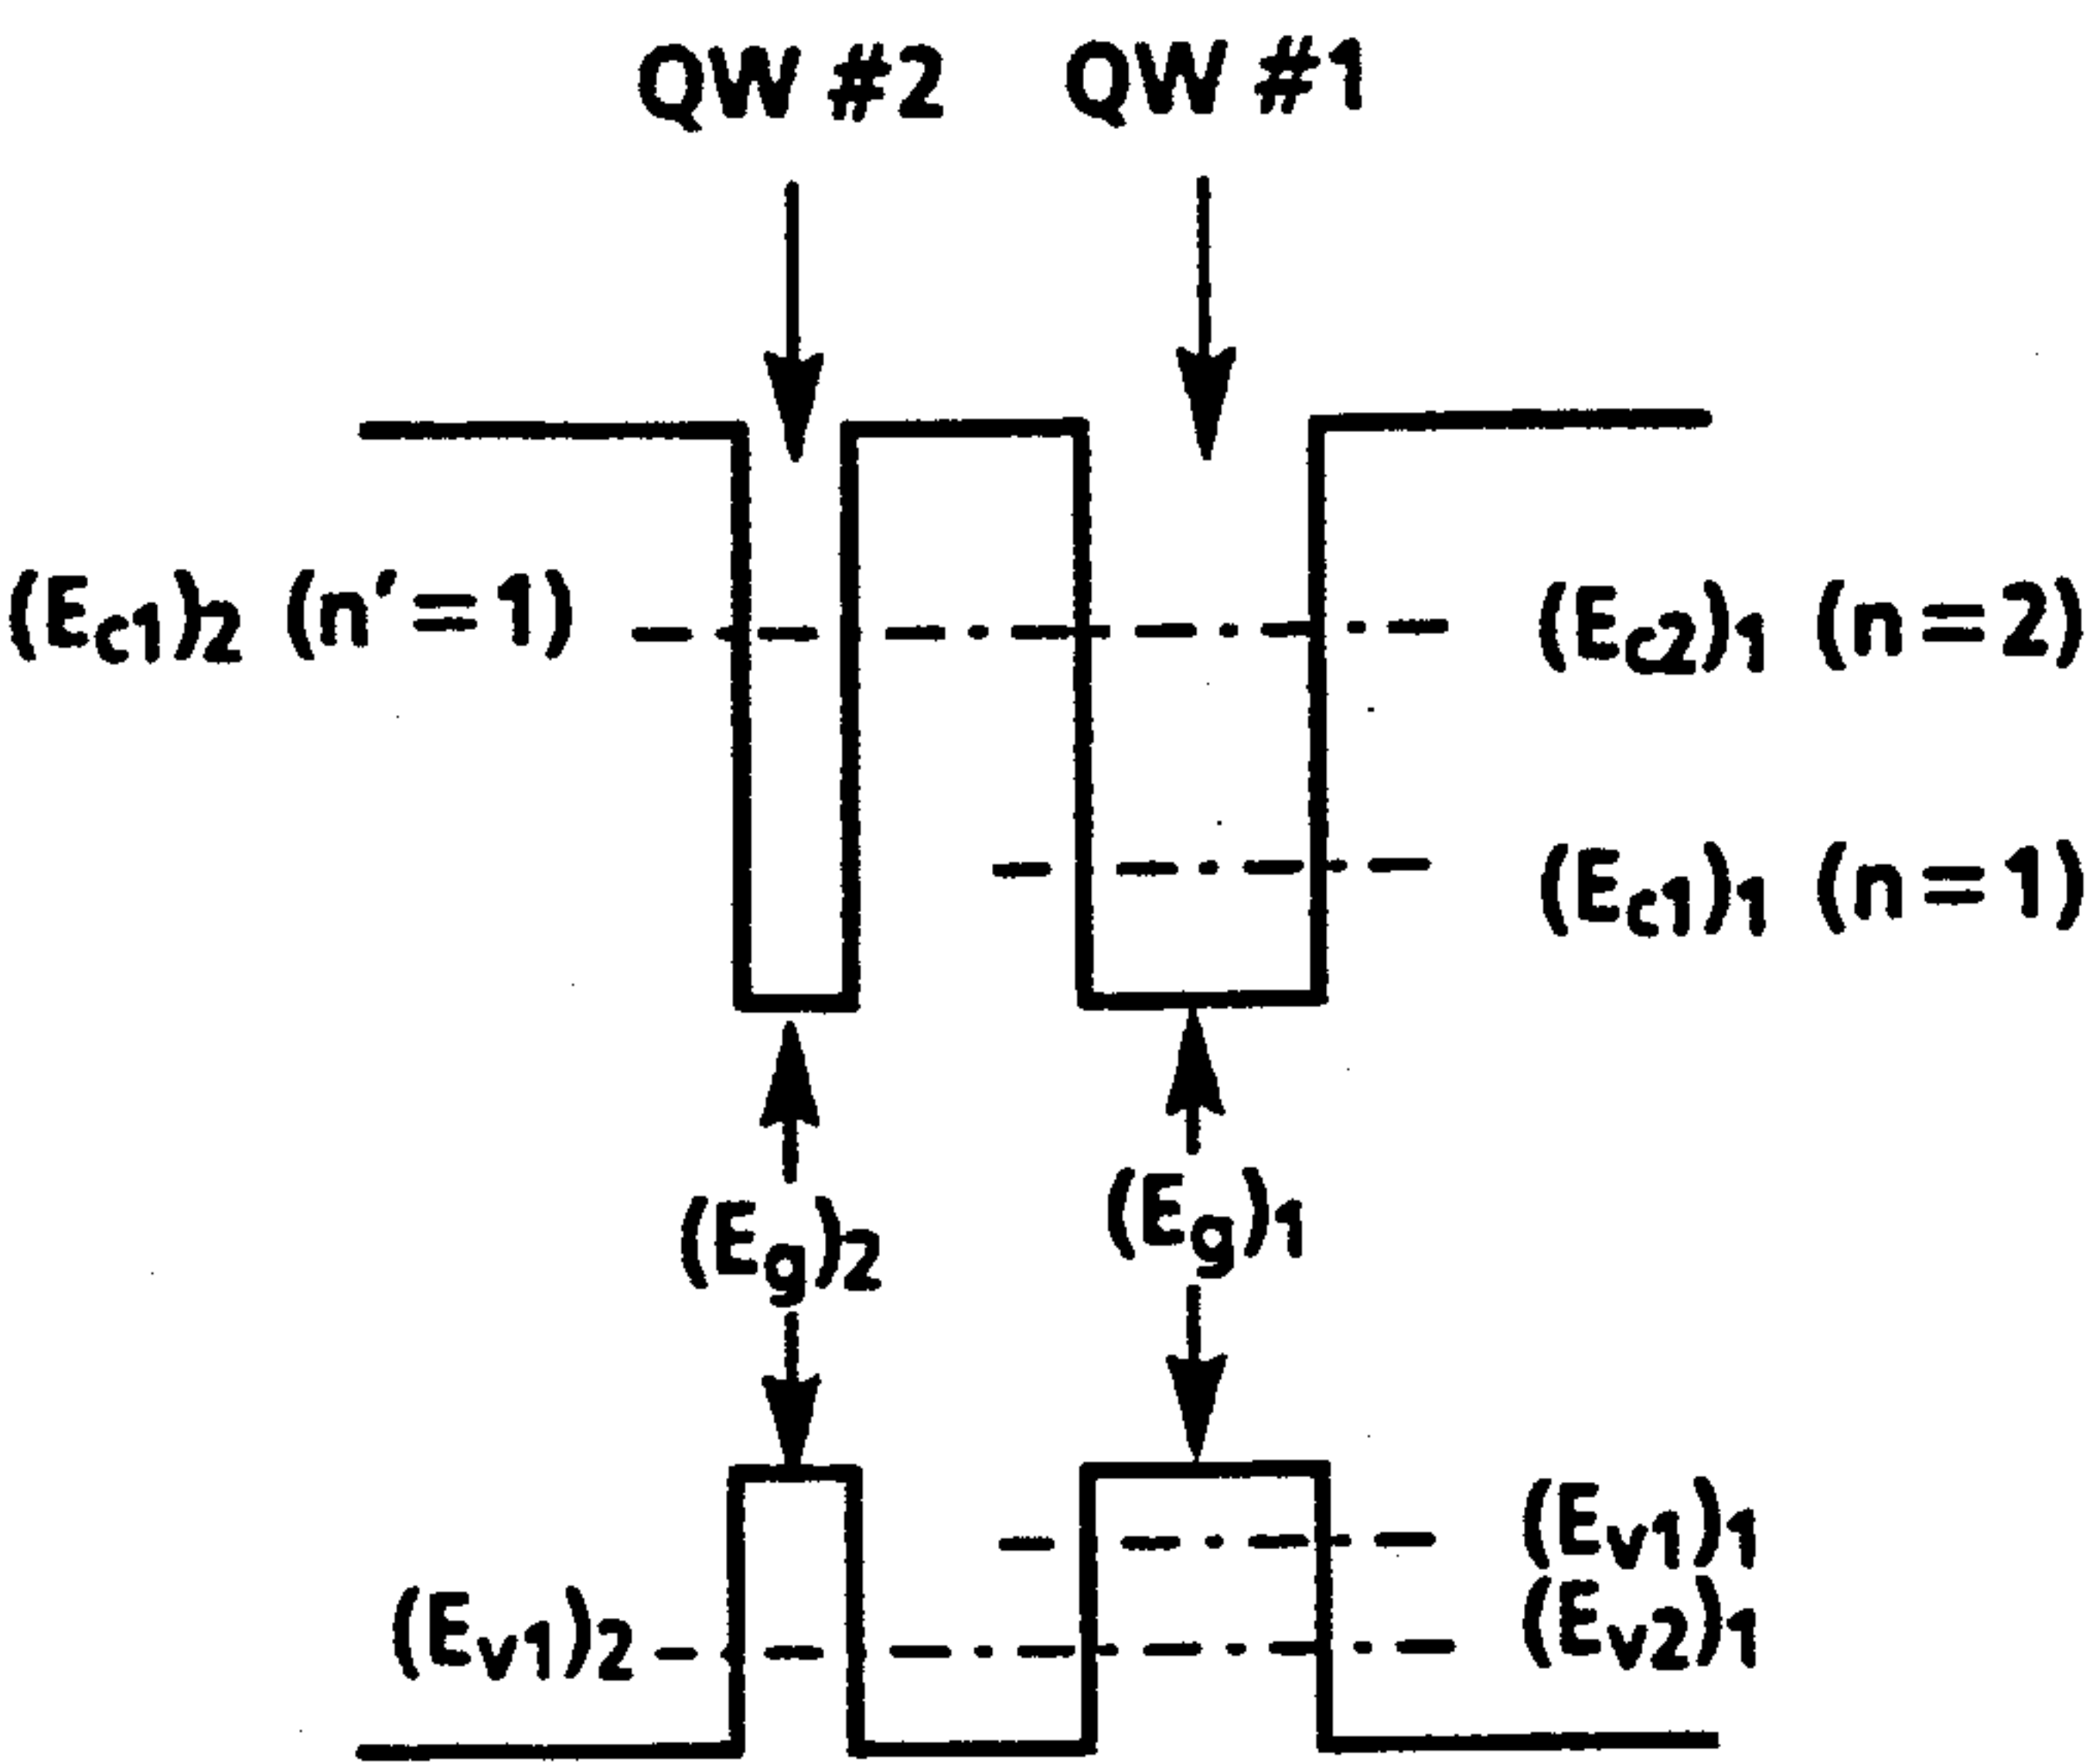 QW #2 QW #1
(Ec1)2 (n'=1) (Ec2)1 (n=2)
(Ec1)1 (n=1)
(Eg)2 (Eg)1
(Ev1)1
(Ev1)2 (Ev2)1